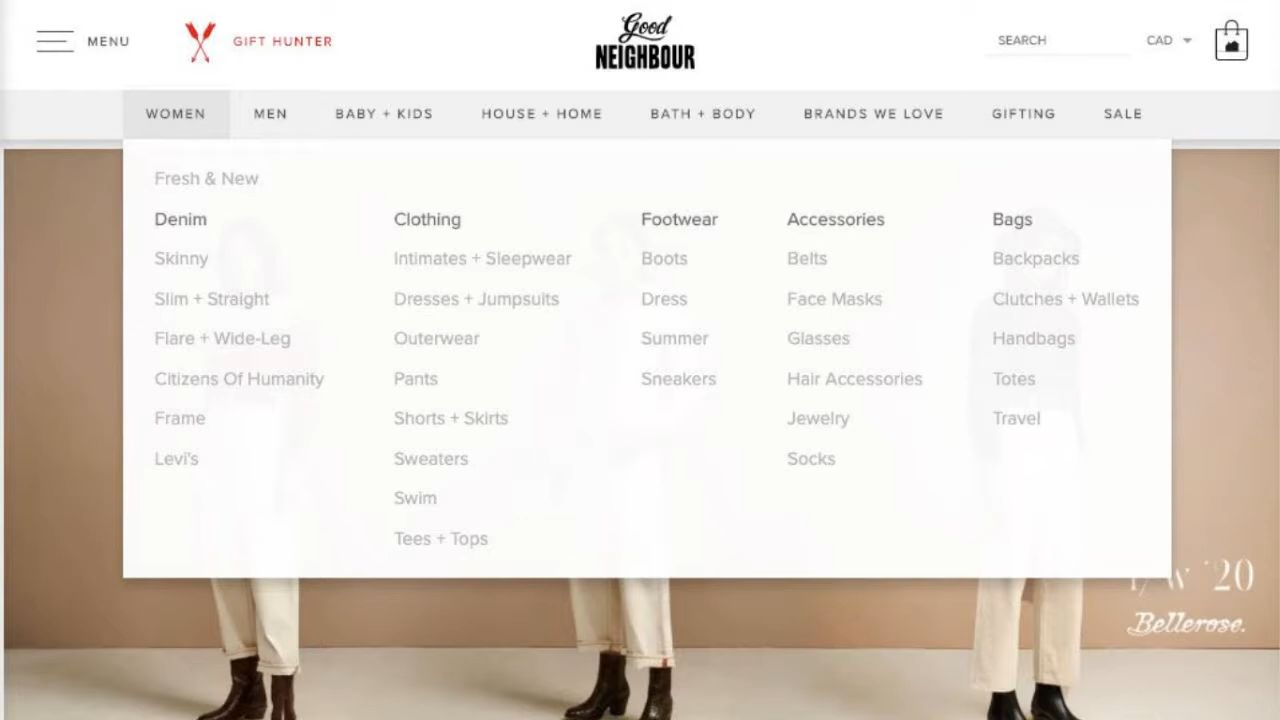 MENU
GIFT HUNTER
Good
NEIGHBOUR
SEARCH
CAD
WOMEN
MEN
BABY + KIDS
HOUSE + HOME
BATH + BODY
BRANDS WE LOVE
GIFTING
SALE
Fresh & New
Denim
Skinny
Slim + Straight
Flare + Wide-Leg
Citizens Of Humanity
Frame
Levi's
Clothing
Intimates + Sleepwear
Dresses + Jumpsuits
Outerwear
Pants
Shorts + Skirts
Sweaters
Swim
Tees + Tops
Footwear
Boots
Dress
Summer
Sneakers
Accessories
Belts
Face Masks
Glasses
Hair Accessories
Jewelry
Socks
Bags
Backpacks
Clutches + Wallets
Handbags
Totes
Travel
'20
Bellerose.